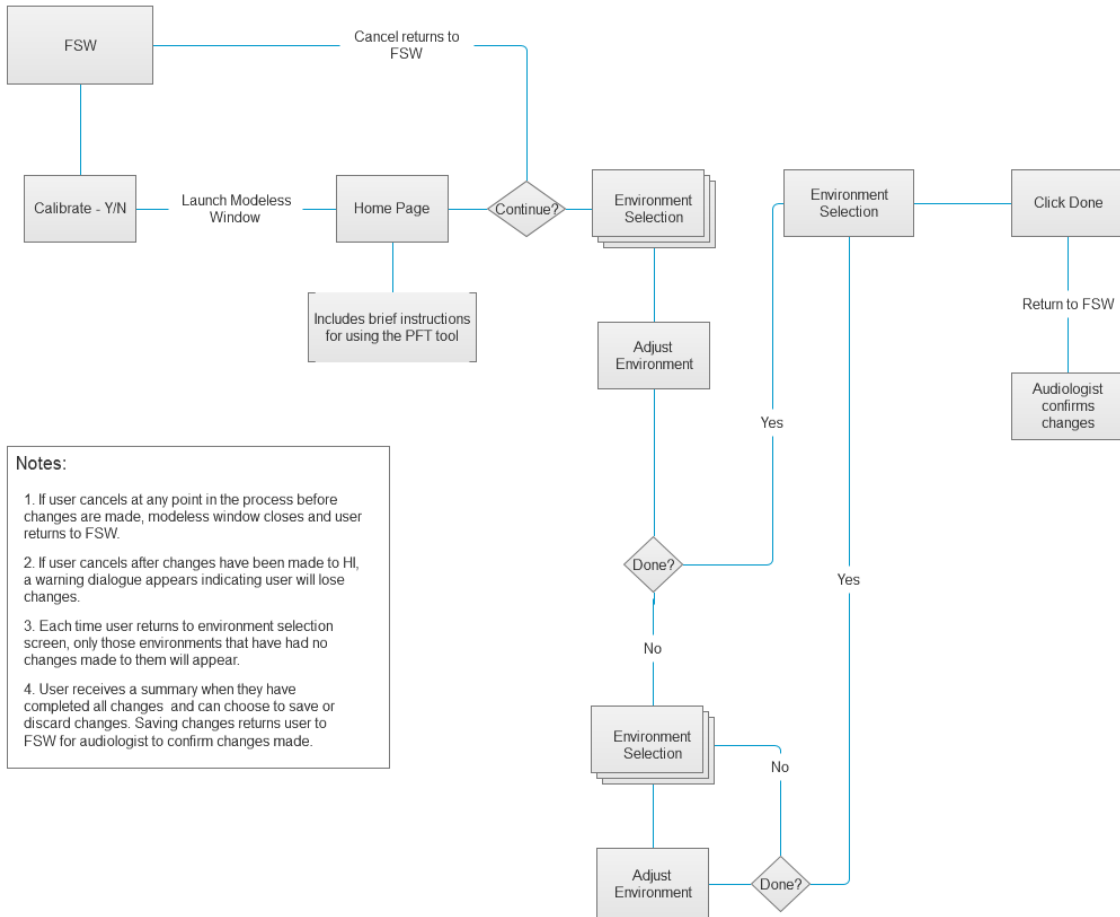 FSW
Cancel returns to
FSW
Calibrate - Y/N
Launch Modeless
Window
Home Page
Continue?
Environment
Selection
Environment
Selection
Click Done
Includes brief instructions
for using the PFT tool
Adjust
Environment
Return to FSW
Audiologist
confirms
changes
Yes
Notes:
1. If user cancels at any point in the process before
changes are made, modeless window closes and user
returns to FSW.
2. If user cancels after changes have been made to HI,
a warning dialogue appears indicating user will lose
changes.
3. Each time user returns to environment selection
screen, only those environments that have had no
changes made to them will appear.
4. User receives a summary when they have
completed all changes and can choose to save or
discard changes. Saving changes returns user to
FSW for audiologist to confirm changes made.
Done?
Yes
No
Environment
Selection
No
Adjust
Environment
Done?